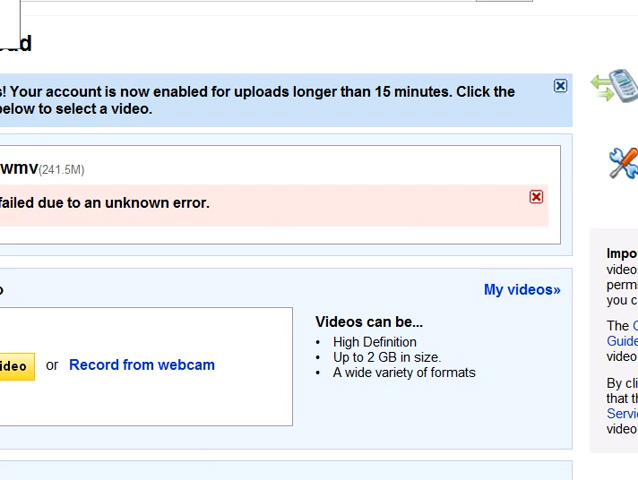 s! Your account is now enabled for uploads longer than 15 minutes. Click the
below to select a video.
wmv(241.5M)
failed due to an unknown error.
My videos»
Videos can be...
• High Definition
ideo or Record from webcam
• Up to 2 GB in size.
• A wide variety of formats
Impo
video
permi
you c
The
Guide
video
By cli
that th
Servi
video